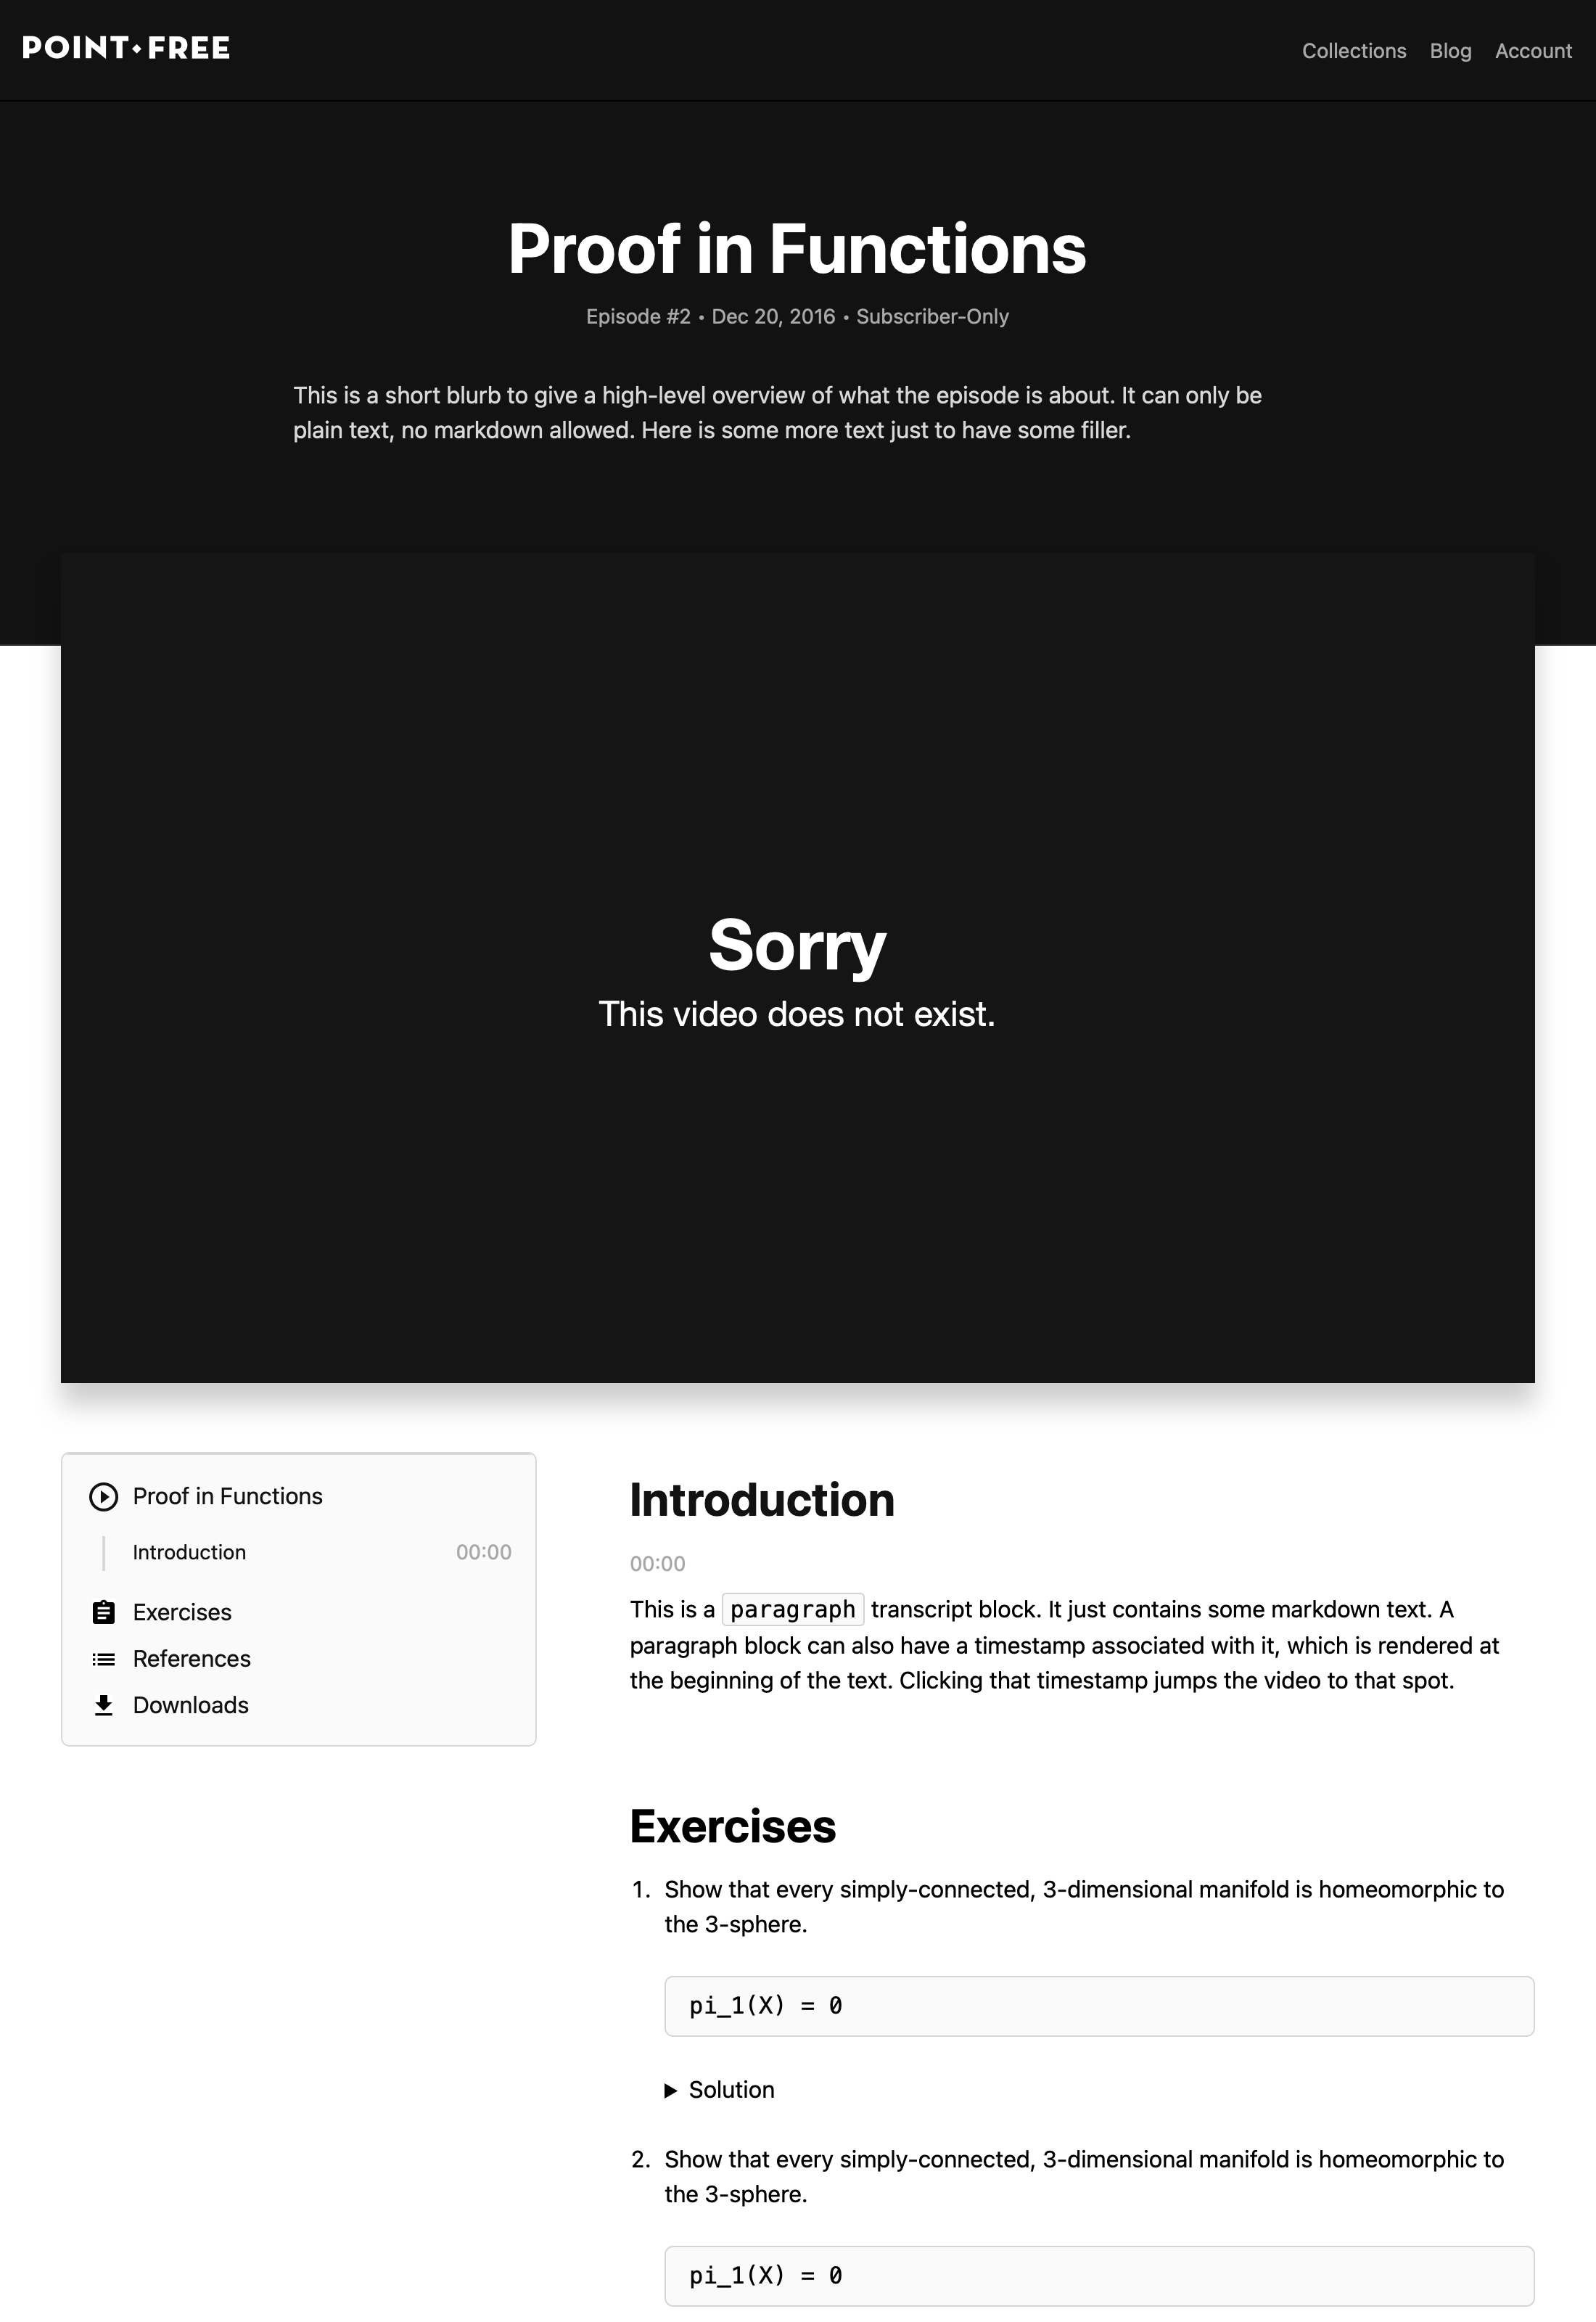 POINT•FREE
Collections Blog Account
Proof in Functions
Episode #2 • Dec 20, 2016 • Subscriber-Only
This is a short blurb to give a high-level overview of what the episode is about. It can only be
plain text, no markdown allowed. Here is some more text just to have some filler.
Sorry
This video does not exist.
Proof in Functions
Introduction 00:00
Exercises
References
Downloads
Introduction
00:00
This is a paragraph transcript block. It just contains some markdown text. A
paragraph block can also have a timestamp associated with it, which is rendered at
the beginning of the text. Clicking that timestamp jumps the video to that spot.
Exercises
1. Show that every simply-connected, 3-dimensional manifold is homeomorphic to
the 3-sphere.
pi_1(X) = 0
Solution
2. Show that every simply-connected, 3-dimensional manifold is homeomorphic to
the 3-sphere.
pi_1(X) = 0